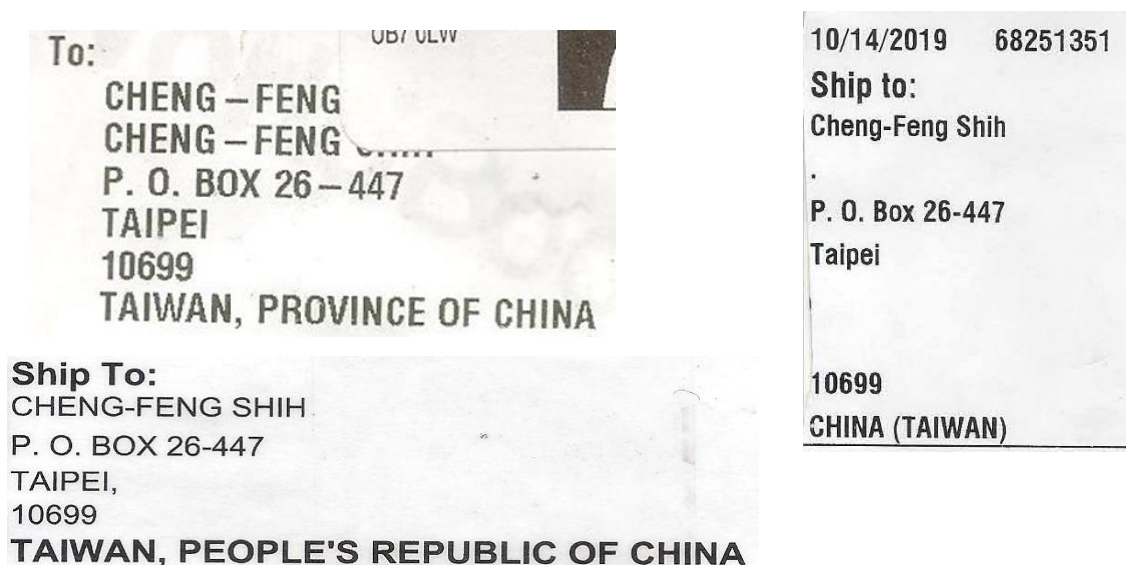 To:
CHENG – FENG
CHENG – FENG
P. O. BOX 26 – 447
TAIPEI
10699
TAIWAN, PROVINCE OF CHINA
10/14/2019 68251351
Ship to:
Cheng-Feng Shih
.
P. O. Box 26-447
Taipei
10699
CHINA (TAIWAN)
Ship To:
CHENG-FENG SHIH
P. O. BOX 26-447
TAIPEI,
10699
TAIWAN, PEOPLE'S REPUBLIC OF CHINA